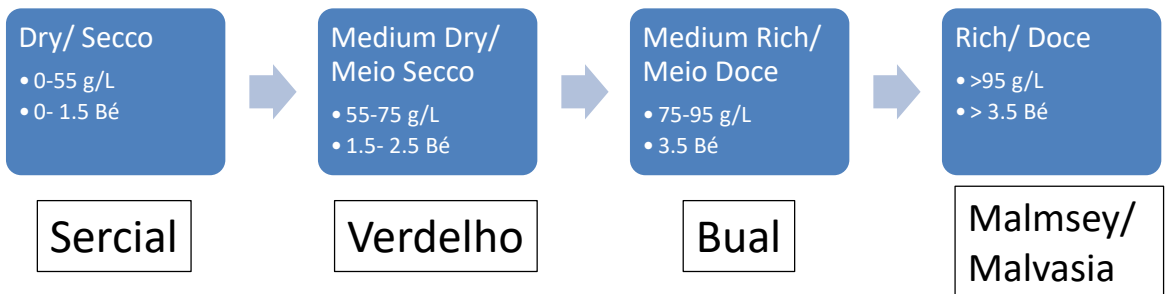 Dry/ Secco
• 0-55 g/L
• 0- 1.5 Bé
Medium Dry/
Meio Secco
• 55-75 g/L
• 1.5- 2.5 Bé
Medium Rich/
Meio Doce
• 75-95 g/L
• 3.5 Bé
Rich/ Doce
• >95 g/L
• > 3.5 Bé
Sercial
Verdelho
Bual
Malmsey/
Malvasia